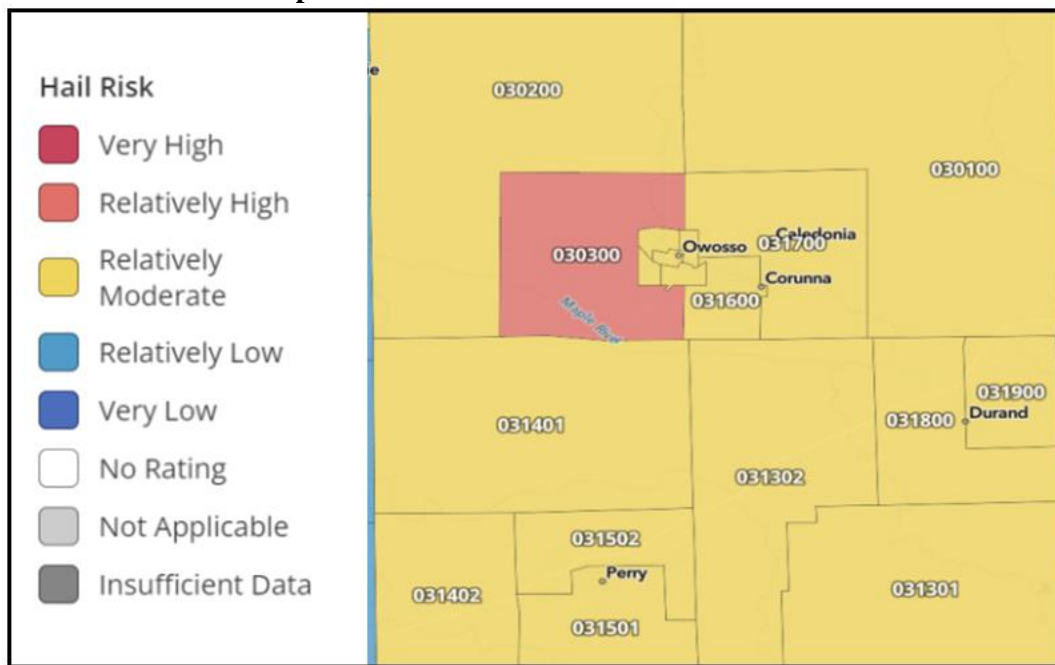 Hail Risk
Very High
Relatively High
Relatively
Moderate
Relatively Low
Very Low
No Rating
Not Applicable
Insufficient Data
ie
030200
030100
030300
Owosso
Caledonia
031700
Corunna
031600
Maple River
031401
031302
031800
031900
Durand
031502
Perry
031402
031501
031301